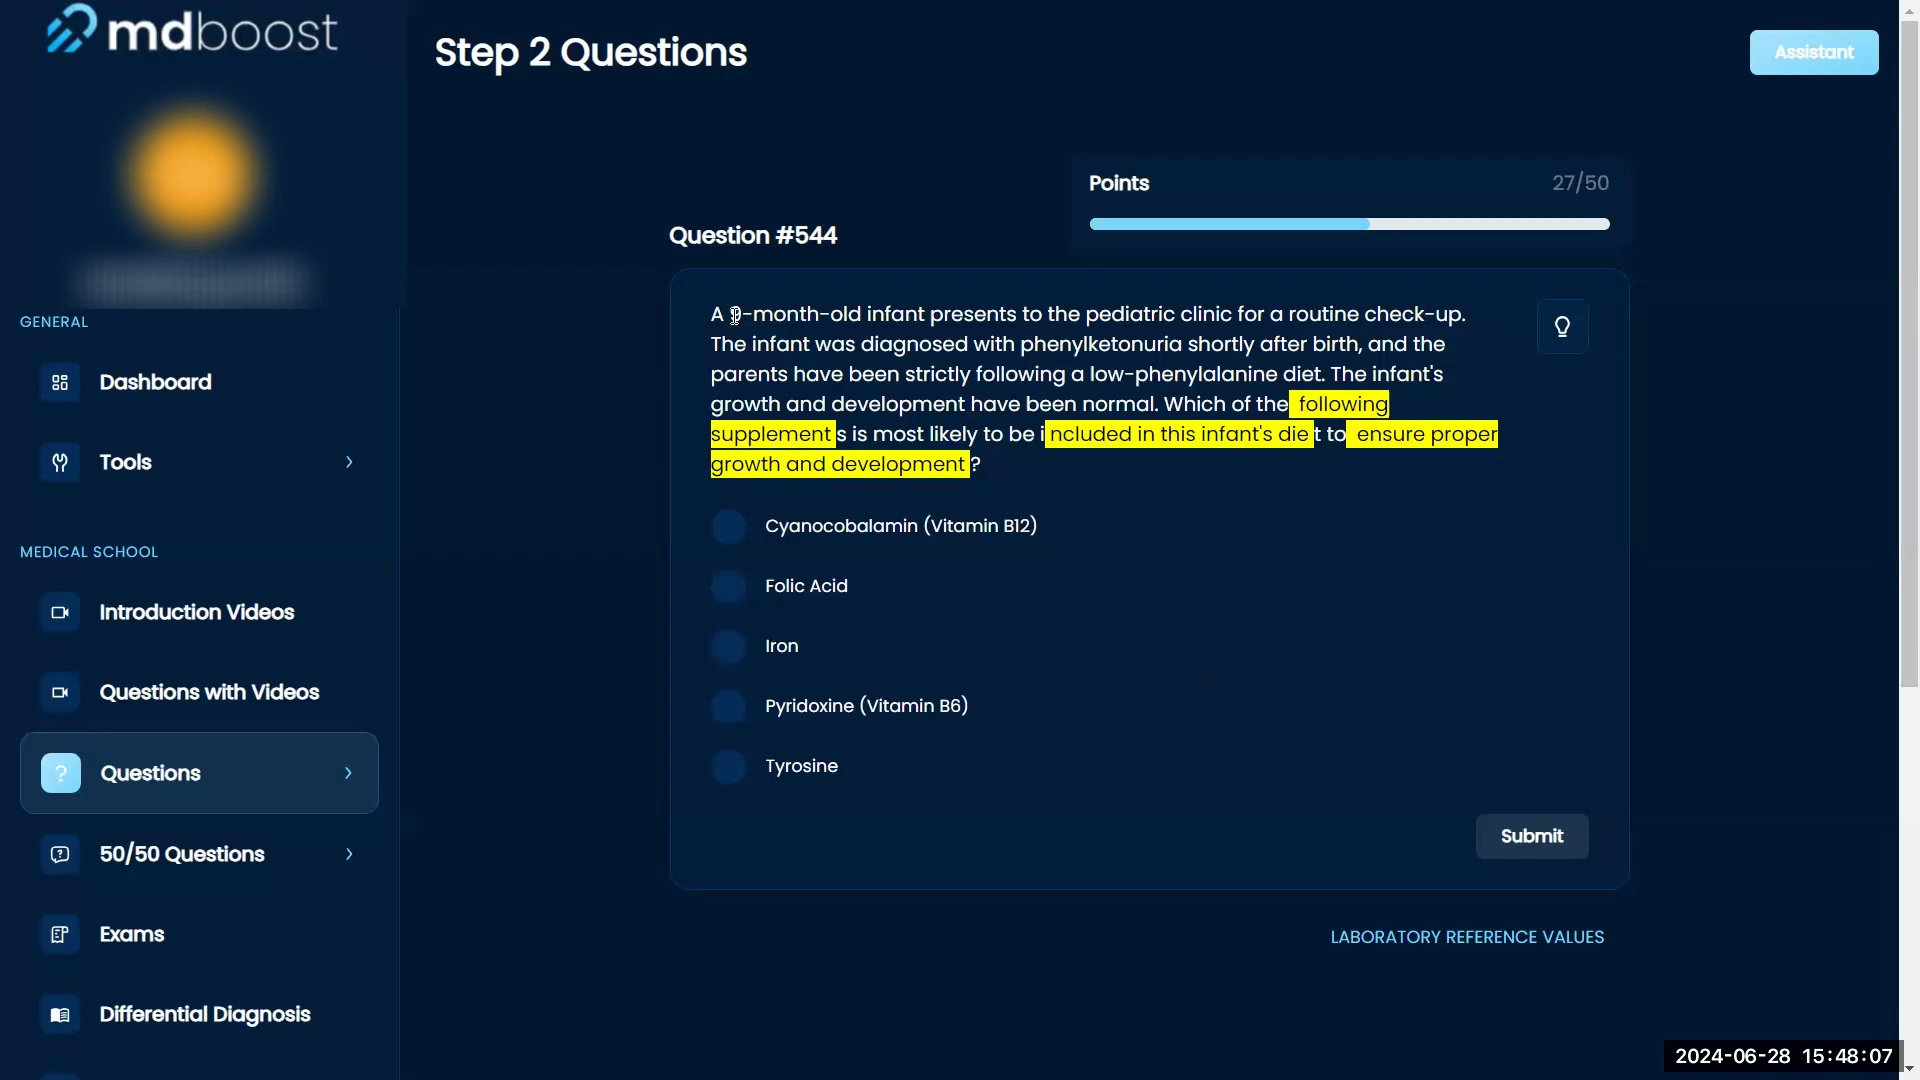 mdboost
Step 2 Questions
Assistant
Points
27/50
Question #544
A -month-old infant presents to the pediatric clinic for a routine check-up.
The infant was diagnosed with phenylketonuria shortly after birth, and the
parents have been strictly following a low-phenylalanine diet. The infant's
growth and development have been normal. Which of the following
supplements is most likely to be included in this infant's diet to ensure proper
growth and development ?
Cyanocobalamin (Vitamin B12)
Folic Acid
Iron
Pyridoxine (Vitamin B6)
Tyrosine
Submit
LABORATORY REFERENCE VALUES
GENERAL
Dashboard
Tools
MEDICAL SCHOOL
Introduction Videos
Questions with Videos
? Questions
50/50 Questions
Exams
Differential Diagnosis
2024-06-28 15:48:07